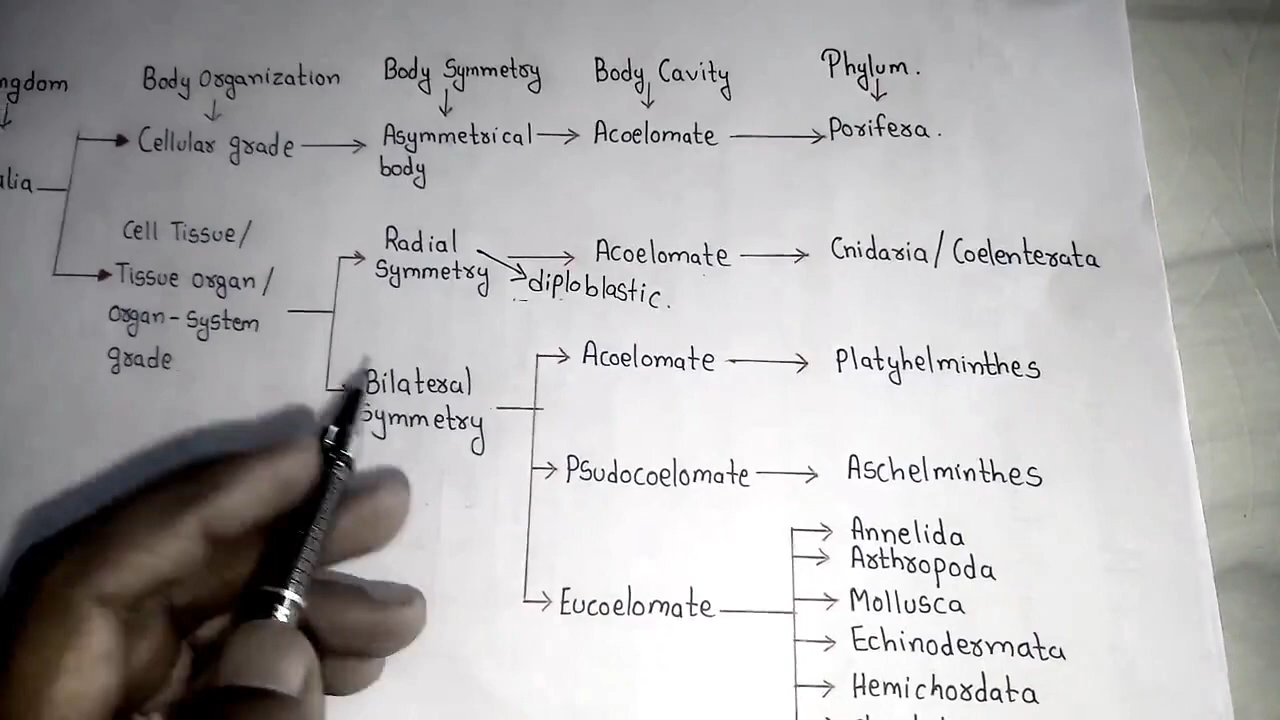 ngdom Body Organization Body Symmetry Body Cavity Phylum.
Cellular grade Asymmetrical Acoelomate Porifera.
body
alia
Cell Tissue/
Tissue organ/
organ-system
grade
Radial Acoelomate Cnidaria/Coelenterata
Symmetry diploblastic.
Bilateral Acoelomate Platyhelminthes
Symmetry
Psudocoelomate Aschelminthes
Eucoelomate
Annelida
Arthropoda
Mollusca
Echinodermata
Hemichordata